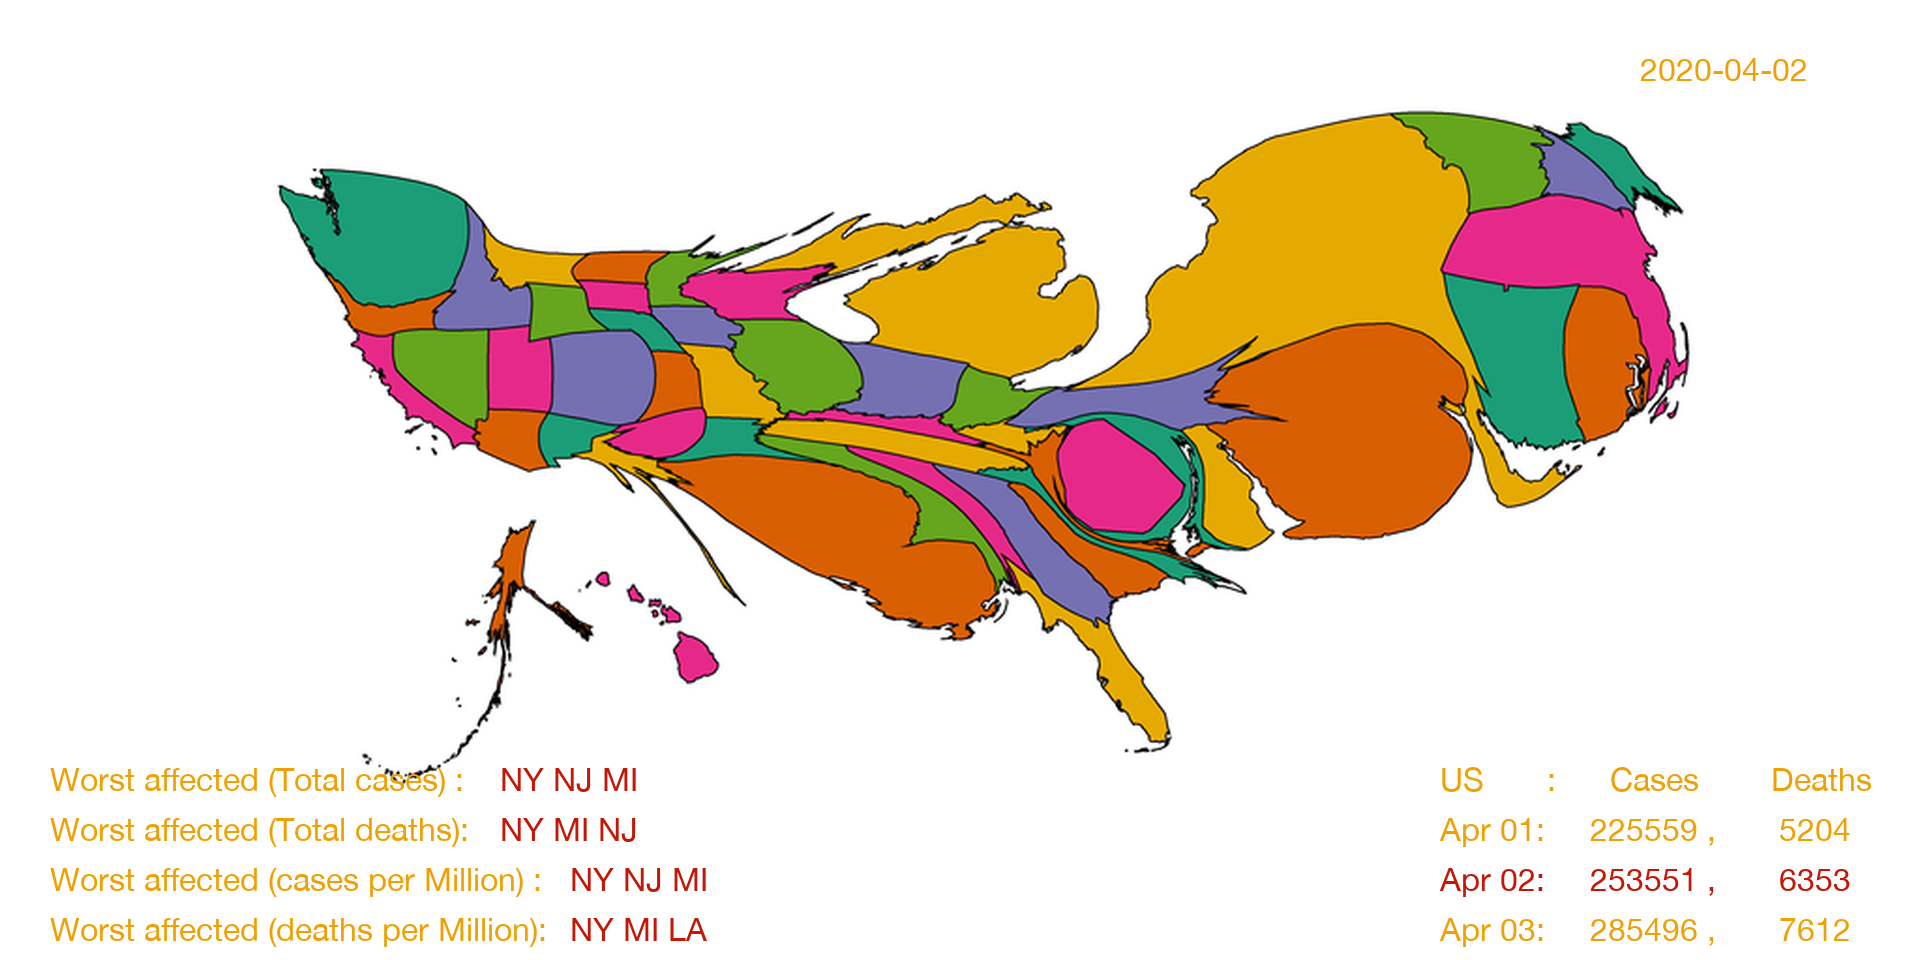 2020-04-02
Worst affected (Total cases) : NY NJ MI
Worst affected (Total deaths): NY MI NJ
Worst affected (cases per Million) : NY NJ MI
Worst affected (deaths per Million): NY MI LA
US : Cases Deaths
Apr 01: 225559 , 5204
Apr 02: 253551 , 6353
Apr 03: 285496 , 7612